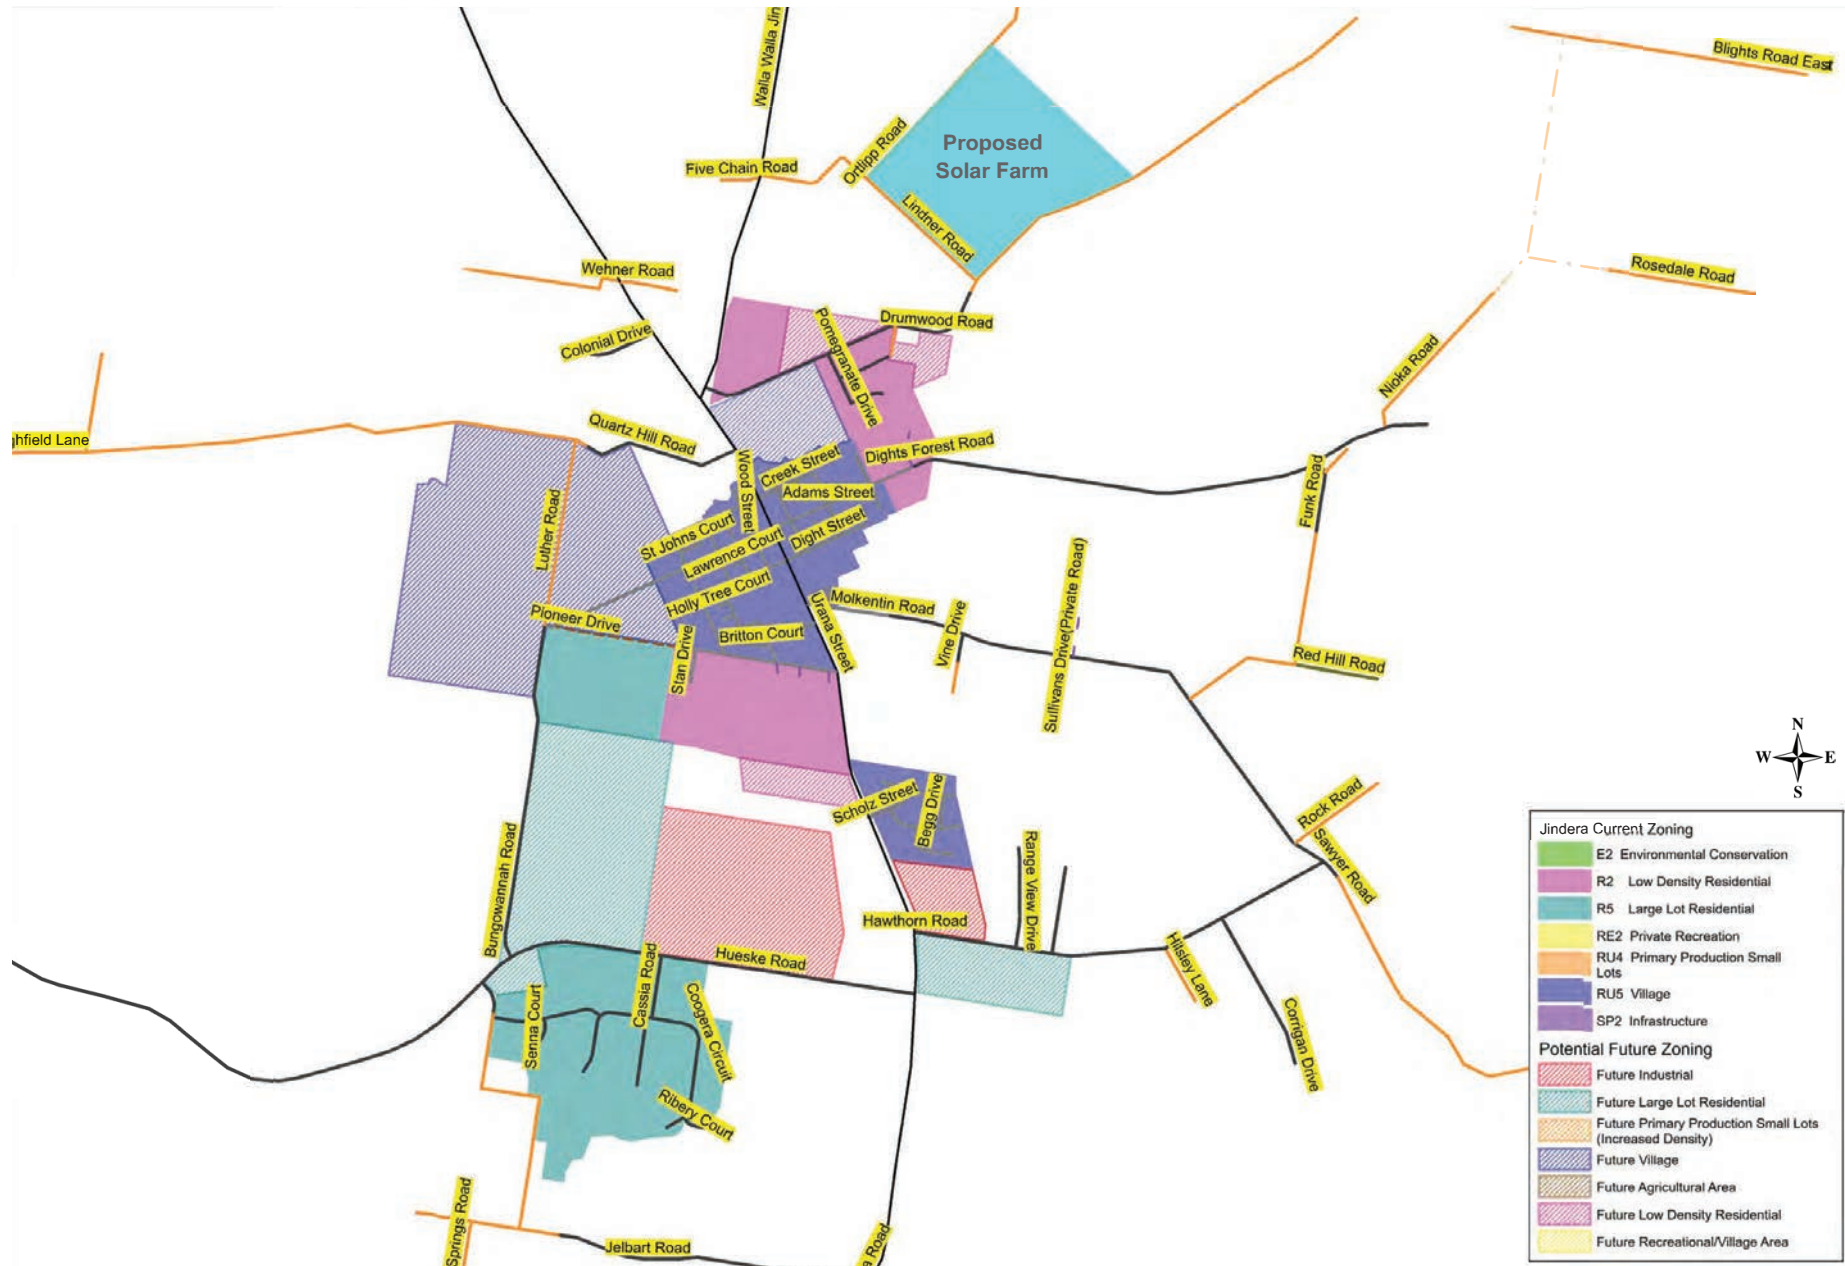 Blights Road East
Walla Walla Jin
Proposed
Solar Farm
Five Chain Road
Ortlipp Road
Lindner Road
Wehner Road
Rosedale Road
Colonial Drive
Pomegranate Drive
Drumwood Road
Nioka Road
ghfield Lane
Quartz Hill Road
Wood Street
Creek Street
Dights Forest Road
Adams Street
Funk Road
Luther Road
St Johns Court
Lawrence Court
Dight Street
Holly Tree Court
Pioneer Drive
Britton Court
Stan Drive
Urana Street
Molkentin Road
Vine Drive
Sullivans Drive(Private Road)
Red Hill Road
N
W
E
S
Scholz Street
Begg Drive
Rock Road
Sawyer Road
Bungowannah Road
Range View Drive
Hawthorn Road
Hueske Road
Cassia Road
Hilsley Lane
Senna Court
Coogera Circuit
Corrigan Drive
Ribery Court
Springs Road
Jelbart Road
a Road
Jindera Current Zoning
E2 Environmental Conservation
R2 Low Density Residential
R5 Large Lot Residential
RE2 Private Recreation
RU4 Primary Production Small
Lots
RU5 Village
SP2 Infrastructure
Potential Future Zoning
Future Industrial
Future Large Lot Residential
Future Primary Production Small Lots
(Increased Density)
Future Village
Future Agricultural Area
Future Low Density Residential
Future Recreational/Village Area